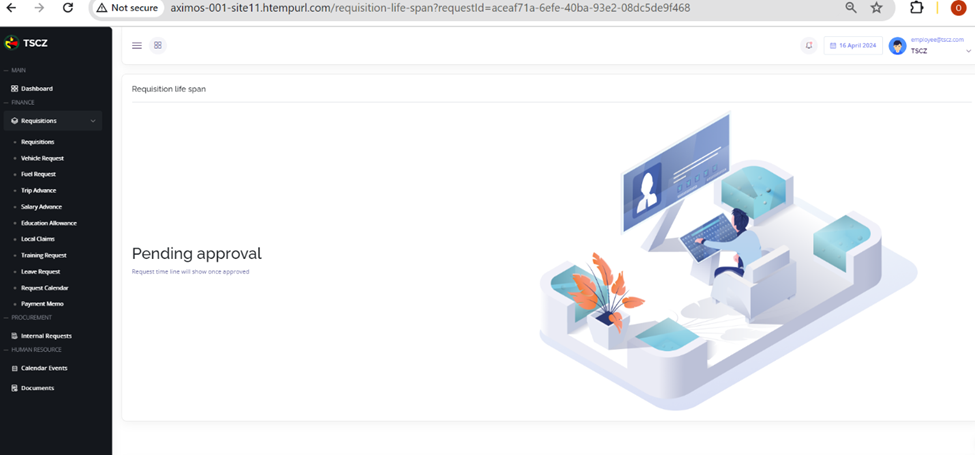 Not secure
aximos-001-site11.htempurl.com/requisition-life-span?requestId=aceaf71a-6efe-40ba-93e2-08dc5de9f468
O
TSCZ
MAIN
Dashboard
FINANCE
Requisitions
Requisitions
Vehicle Request
Fuel Request
Trip Advance
Salary Advance
Education Allowance
Local Claims
Training Request
Leave Request
Request Calendar
Payment Memo
PROCUREMENT
Internal Requests
HUMAN RESOURCE
Calendar Events
Documents
16 April 2024
employee@tscz.com
TSCZ
Requisition life span
Pending approval
Request time line will show once approved